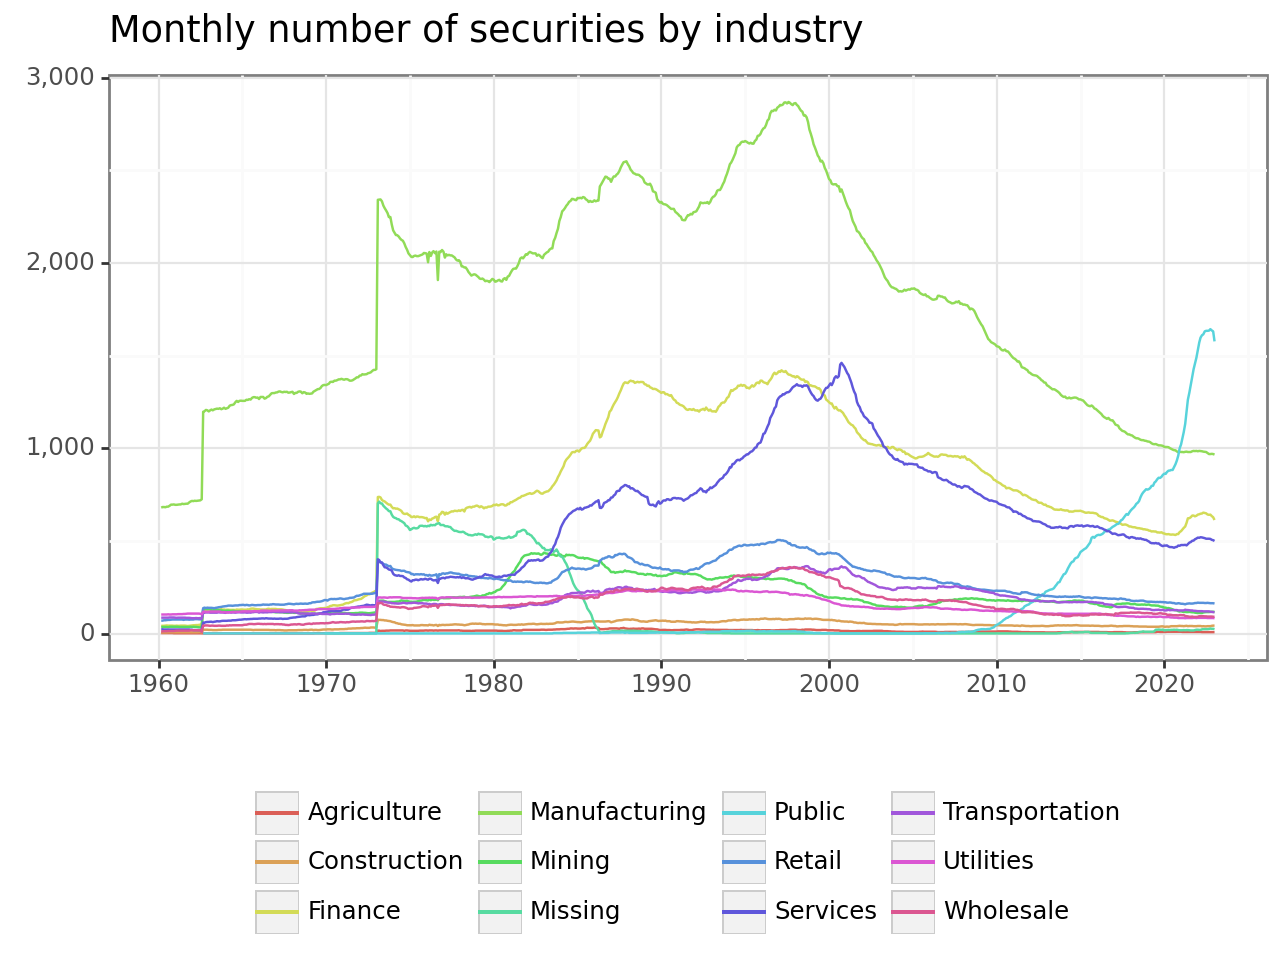 Monthly number of securities by industry
3,000
2,000
1,000
0
1960 1970 1980 1990 2000 2010 2020
Agriculture Manufacturing Public Transportation
Construction Mining Retail Utilities
Finance Missing Services Wholesale